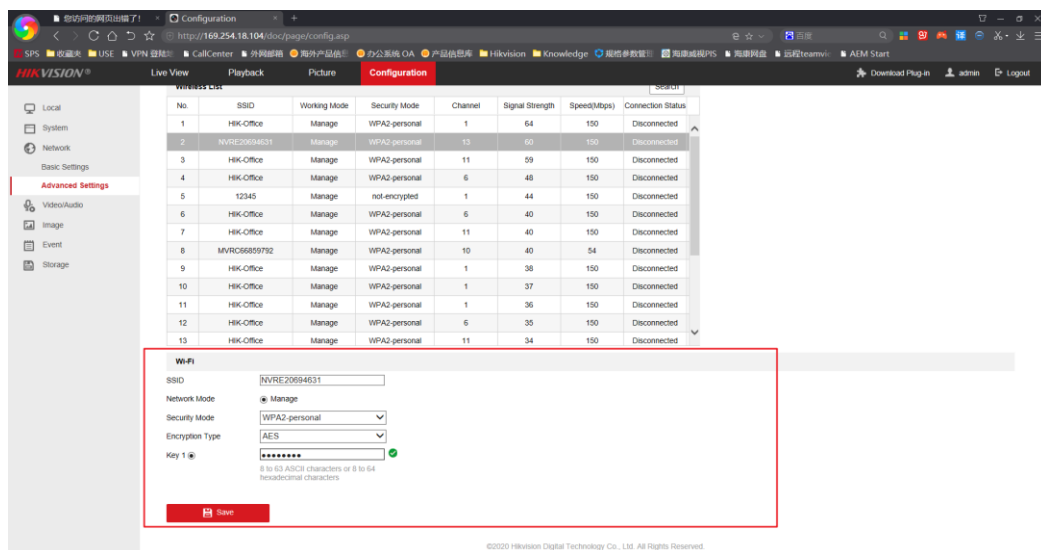 您访问的网页出错了!
Configuration
http://169.254.18.104/doc/page/config.asp
百度
SPS 收藏夹 USE VPN 登陆 CallCenter 外网邮箱 海外产品信 办公系统 OA 产品信息库 Hikvision Knowledge 规格参数管 海康威视PIS 海康网盘 远程teamvi AEM Start
HIKVISION® Live View Playback Picture Configuration Download Plug-in admin Logout
Local
System
Network
Basic Settings
Advanced Settings
Video/Audio
Image
Event
Storage
Wireless List Search
No. SSID Working Mode Security Mode Channel Signal Strength Speed(Mbps) Connection Status
1 HIK-Office Manage WPA2-personal 1 64 150 Disconnected
2 NVRE20694631 Manage WPA2-personal 13 60 150 Disconnected
3 HIK-Office Manage WPA2-personal 11 59 150 Disconnected
4 HIK-Office Manage WPA2-personal 6 48 150 Disconnected
5 12345 Manage not-encrypted 1 44 150 Disconnected
6 HIK-Office Manage WPA2-personal 6 40 150 Disconnected
7 HIK-Office Manage WPA2-personal 11 40 150 Disconnected
8 MVRC66859792 Manage WPA2-personal 10 40 54 Disconnected
9 HIK-Office Manage WPA2-personal 1 38 150 Disconnected
10 HIK-Office Manage WPA2-personal 1 37 150 Disconnected
11 HIK-Office Manage WPA2-personal 1 36 150 Disconnected
12 HIK-Office Manage WPA2-personal 6 35 150 Disconnected
13 HIK-Office Manage WPA2-personal 11 34 150 Disconnected
Wi-Fi
SSID NVRE20694631
Network Mode Manage
Security Mode WPA2-personal
Encryption Type AES
Key 1 ••••••••
8 to 63 ASCII characters or 8 to 64
hexadecimal characters
Save
©2020 Hikvision Digital Technology Co., Ltd. All Rights Reserved.